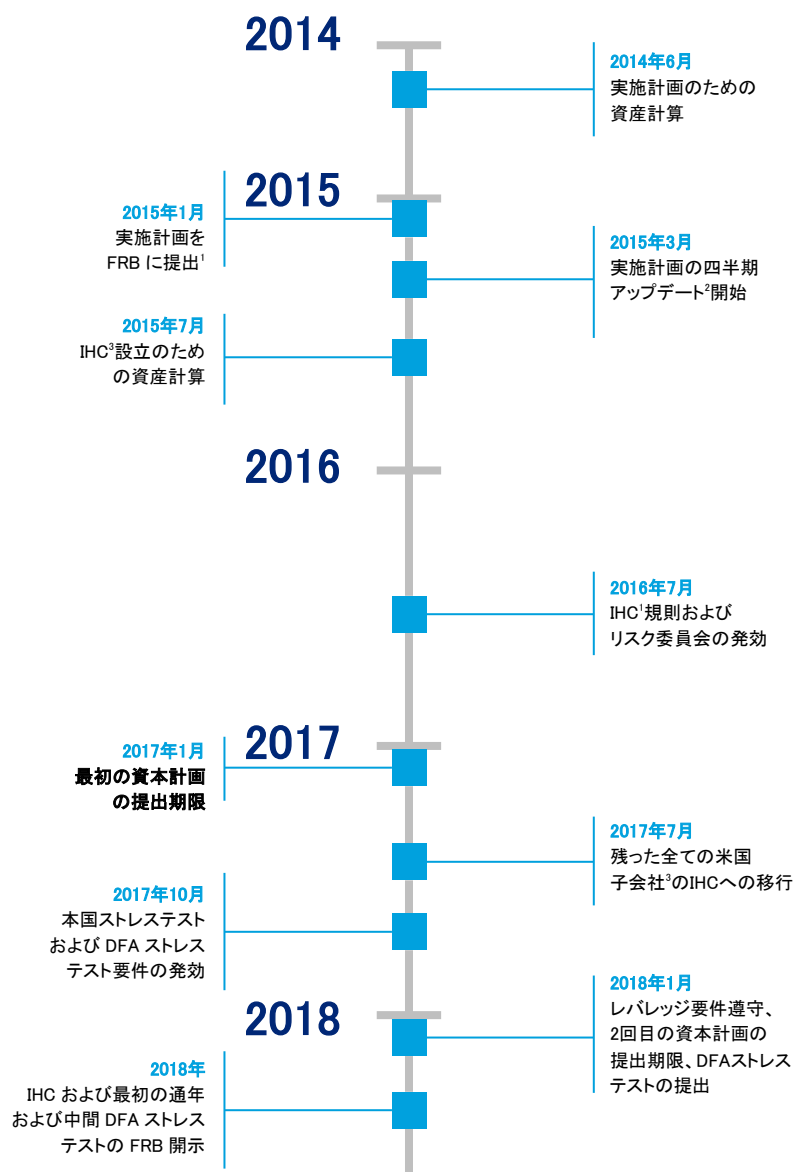 2014
2014年6月
実施計画のための
資産計算
2015
2015年1月
実施計画を
FRB に提出¹
2015年3月
実施計画の四半期
アップデート²開始
2015年7月
IHC³設立のため
の資産計算
2016
2016年7月
IHC¹規則および
リスク委員会の発効
2017
2017年1月
最初の資本計画
の提出期限
2017年7月
残った全ての米国
子会社³のIHCへの移行
2017年10月
本国ストレステスト
および DFA ストレス
テスト要件の発効
2018
2018年1月
レバレッジ要件遵守、
2回目の資本計画の
提出期限、DFAストレス
テストの提出
2018年
IHC および最初の通年
および中間 DFA ストレス
テストの FRB 開示